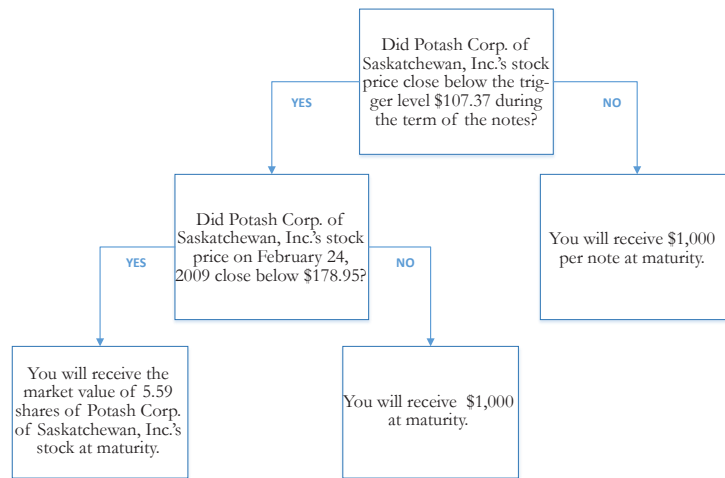 Did Potash Corp. of
Saskatchewan, Inc.'s stock
price close below the trig-
ger level $107.37 during
the term of the notes?
YES
NO
Did Potash Corp. of
Saskatchewan, Inc.'s stock
price on February 24,
2009 close below $178.95?
You will receive $1,000
per note at maturity.
YES
NO
You will receive the
market value of 5.59
shares of Potash Corp.
of Saskatchewan, Inc.'s
stock at maturity.
You will receive $1,000
at maturity.